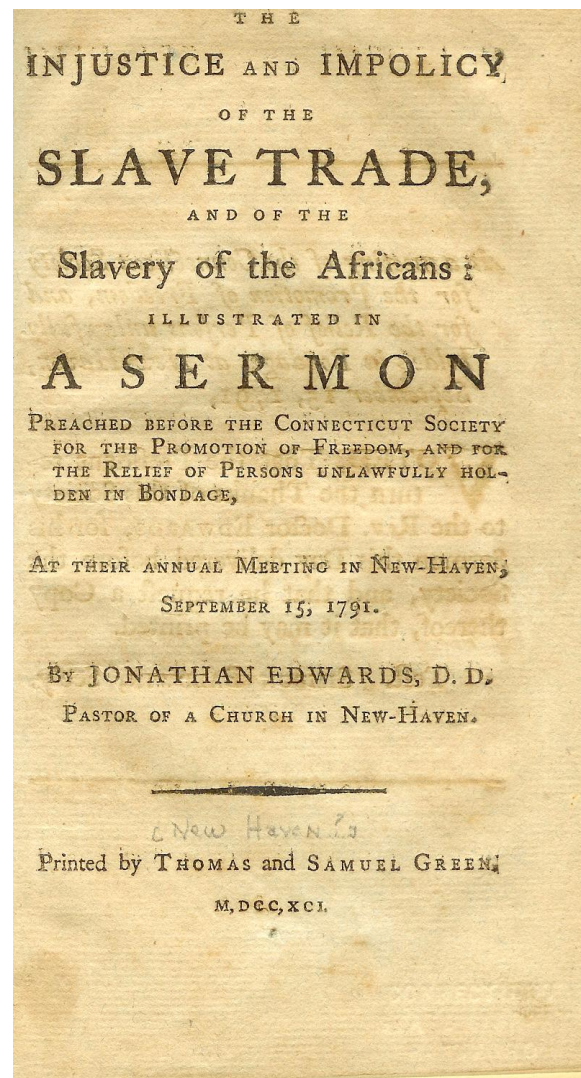 THE
INJUSTICE AND IMPOLICY
OF THE
SLAVE TRADE,
AND OF THE
Slavery of the Africans:
ILLUSTRATED IN
A SERMON
PREACHED BEFORE THE CONNECTICUT SOCIETY
FOR THE PROMOTION OF FREEDOM, AND FOR
THE RELIEF OF PERSONS UNLAWFULLY HOL-
DEN IN BONDAGE,
AT THEIR ANNUAL MEETING IN NEW-HAVEN,
SEPTEMBER 15, 1791.
BY JONATHAN EDWARDS, D. D.
PASTOR OF A CHURCH IN NEW-HAVEN.
[New Haven?]
Printed by THOMAS and SAMUEL GREEN,
M,DCC,XCI.